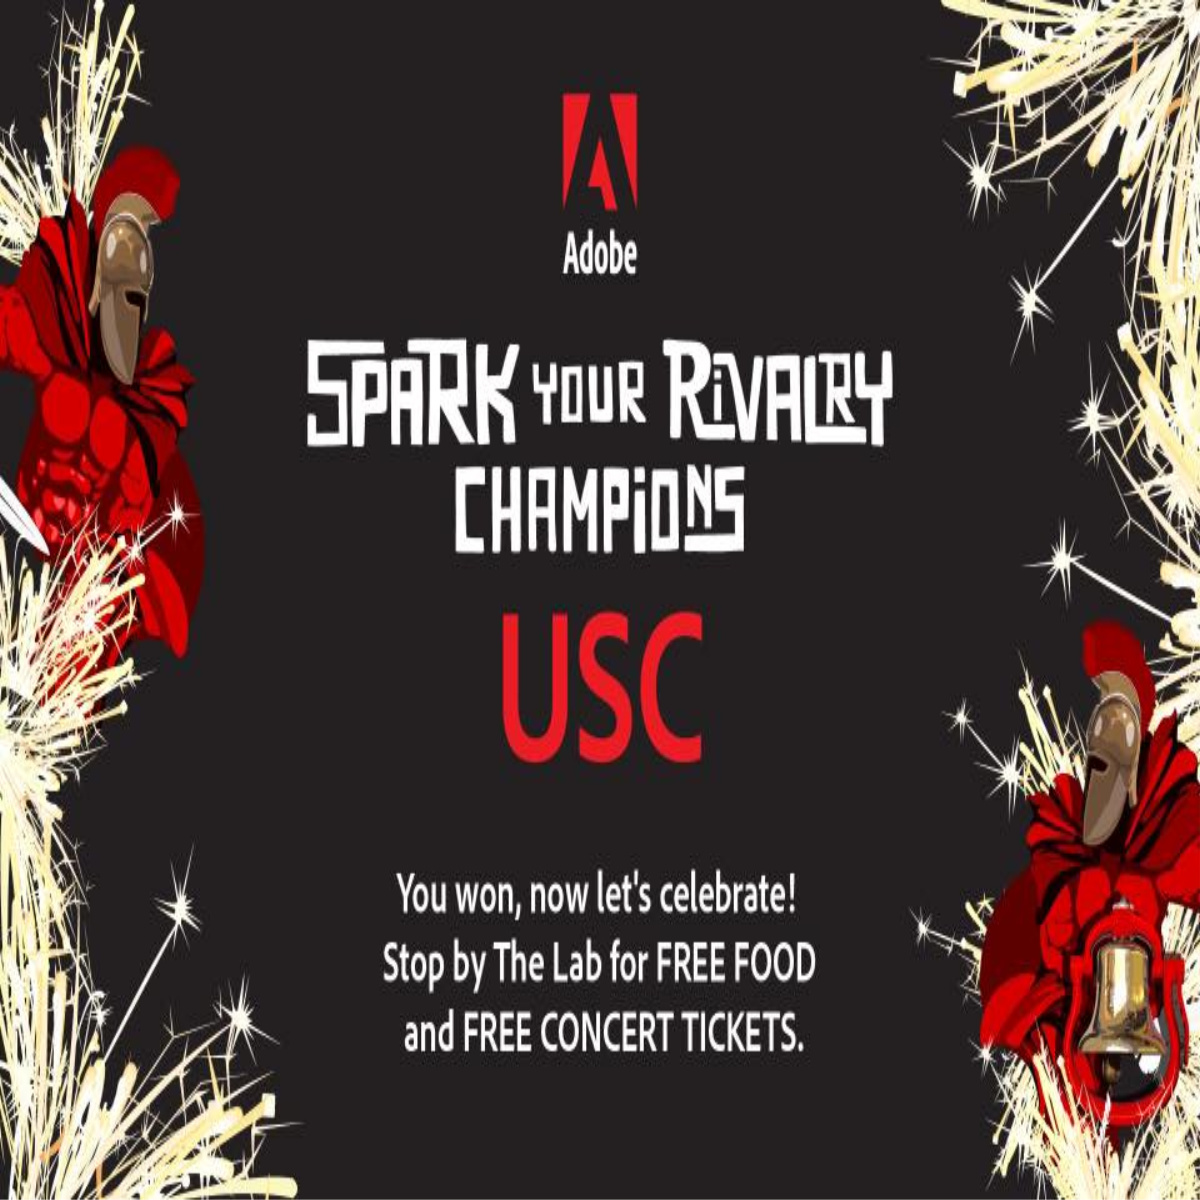 Adobe
SPARK YOUR RiVALRY
CHAMPiONS
USC
You won, now let's celebrate!
Stop by The Lab for FREE FOOD
and FREE CONCERT TICKETS.